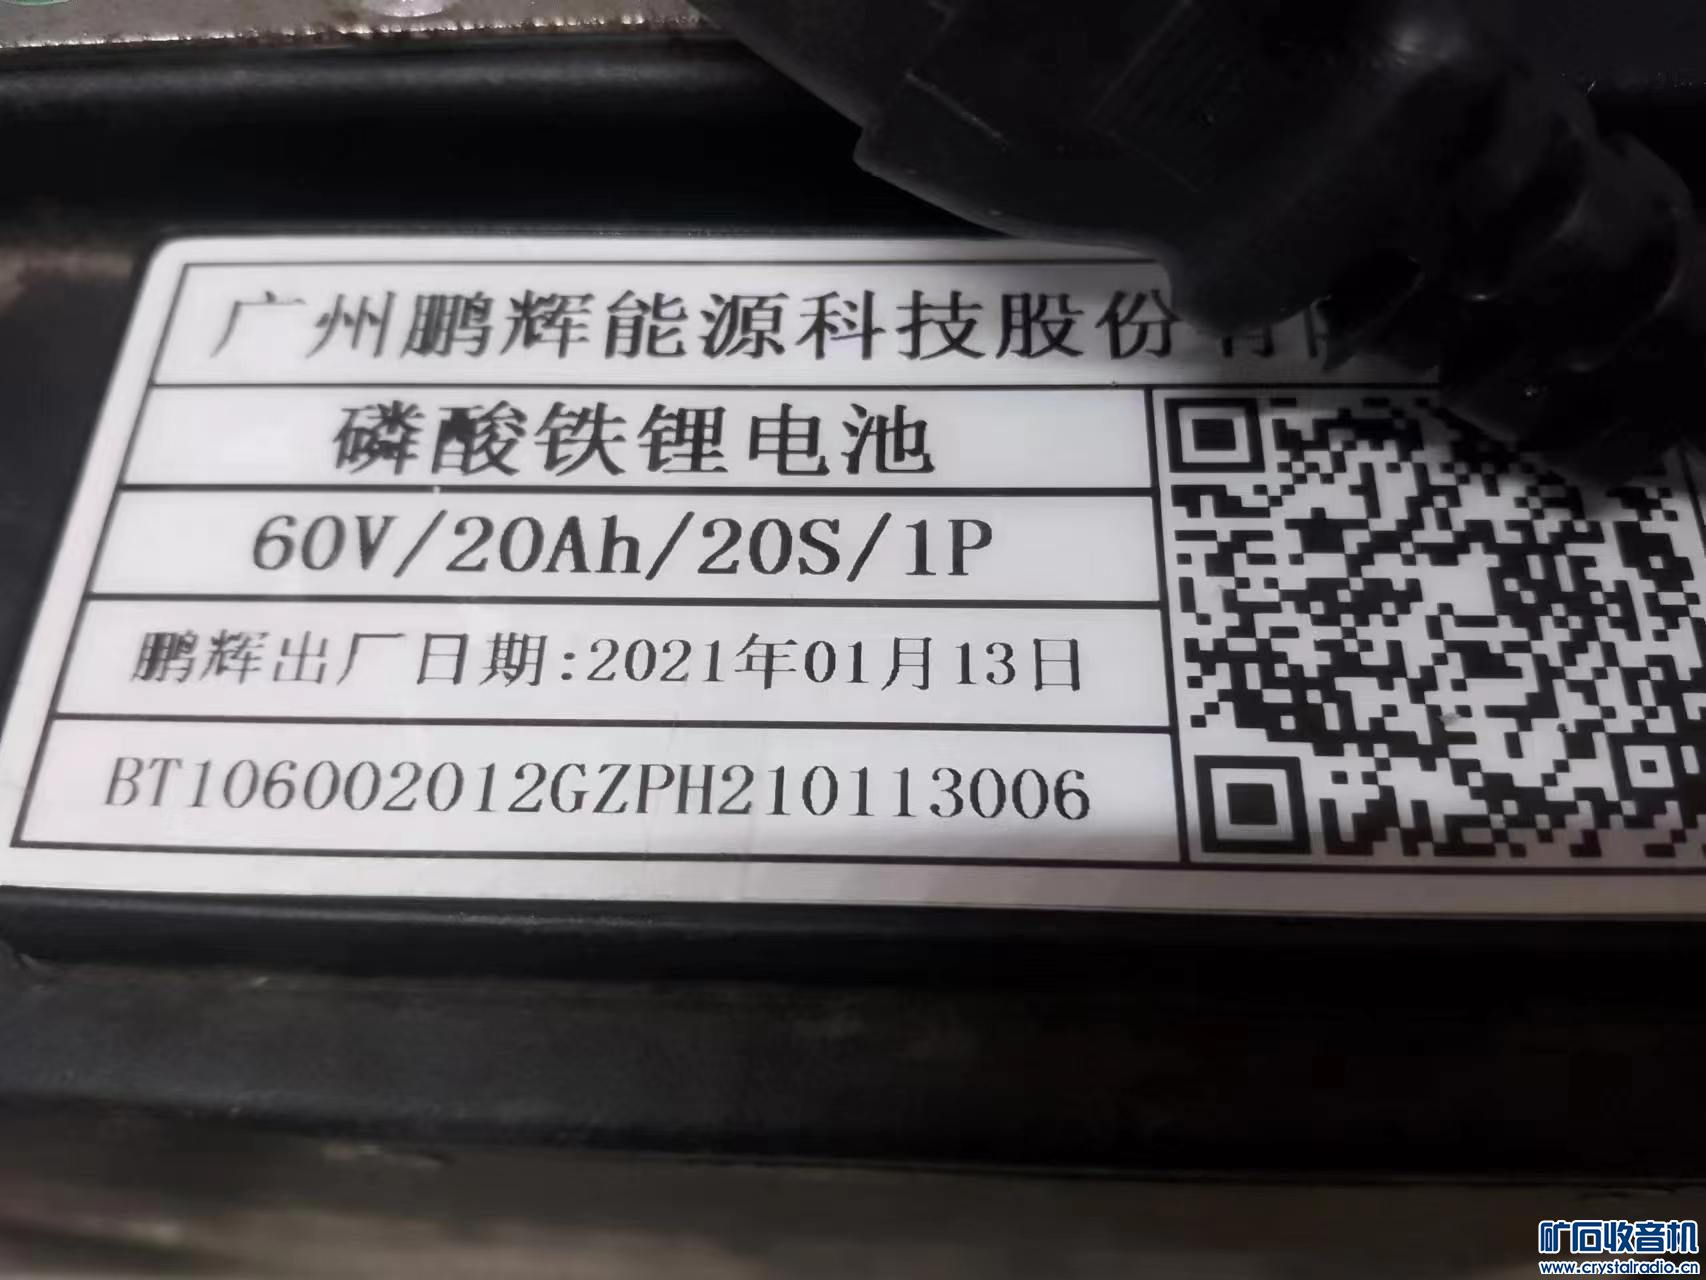 广州鹏辉能源科技股份有限
磷酸铁锂电池
60V/20Ah/20S/1P
鹏辉出厂日期:2021年01月13日
BT106002012GZPH210113006
矿石收音机
www.crystalradio.cn